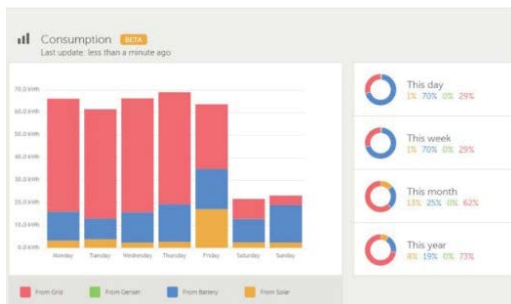 Consumption BETA
Last update: less than a minute ago
70.0 kWh
60.0 kWh
50.0 kWh
40.0 kWh
30.0 kWh
20.0 kWh
10.0 kWh
0.0 kWh
Monday Tuesday Wednesday Thursday Friday Saturday Sunday
From Grid From Genset From Battery From Solar
This day
1% 70% 0% 29%
This week
1% 70% 0% 29%
This month
13% 25% 0% 62%
This year
8% 19% 0% 73%